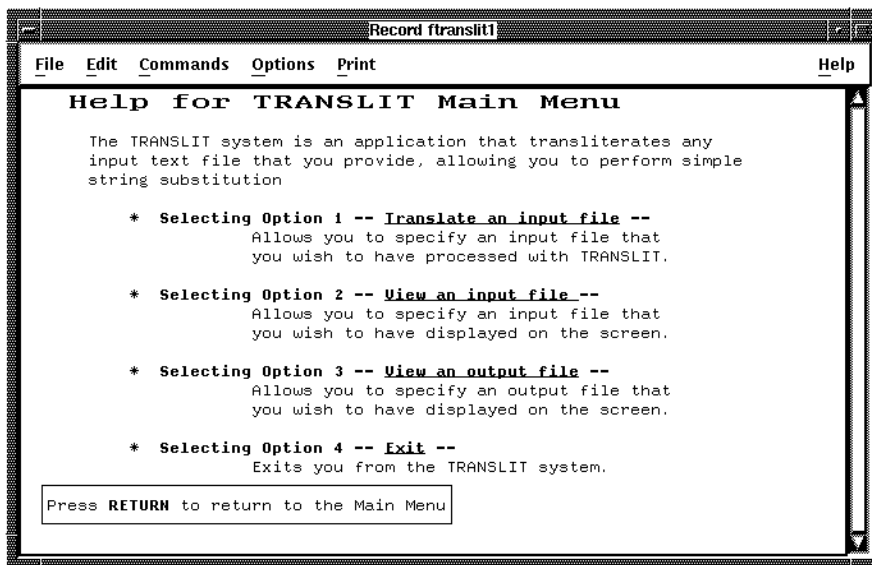 Record ftranslit1
File Edit Commands Options Print Help
Help for TRANSLIT Main Menu
The TRANSLIT system is an application that transliterates any
input text file that you provide, allowing you to perform simple
string substitution
* Selecting Option 1 -- Translate an input file --
Allows you to specify an input file that
you wish to have processed with TRANSLIT.
* Selecting Option 2 -- View an input file --
Allows you to specify an input file that
you wish to have displayed on the screen.
* Selecting Option 3 -- View an output file --
Allows you to specify an output file that
you wish to have displayed on the screen.
* Selecting Option 4 -- Exit --
Exits you from the TRANSLIT system.
Press RETURN to return to the Main Menu